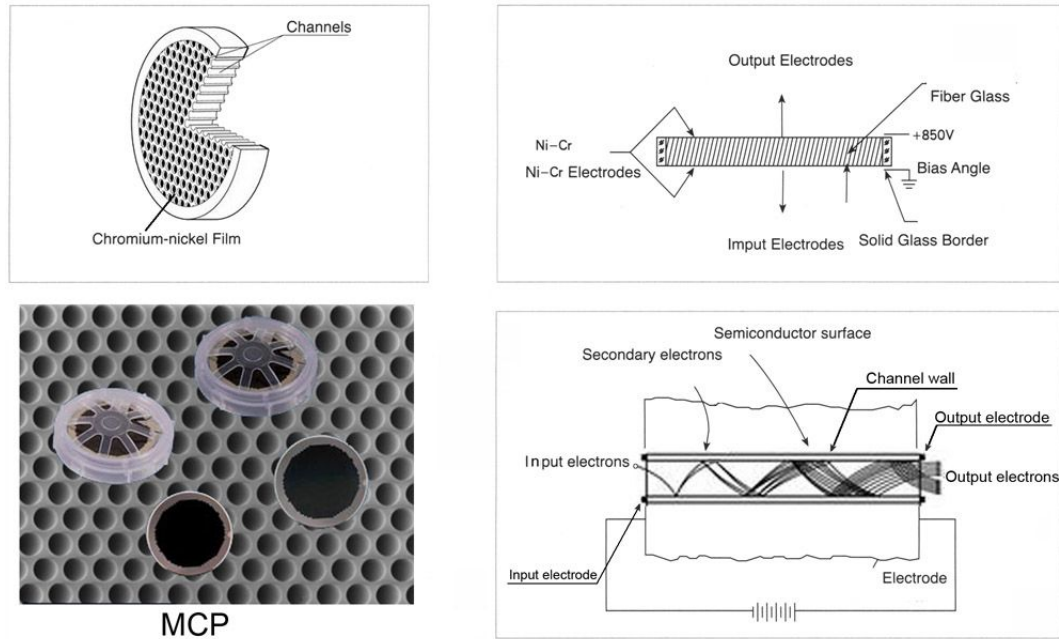 Channels
Chromium-nickel Film
Output Electrodes
Fiber Glass
+850V
Ni-Cr
Ni-Cr Electrodes
Bias Angle
Imput Electrodes
Solid Glass Border
MCP
Semiconductor surface
Secondary electrons
Channel wall
Output electrode
Input electrons
Output electrons
Input electrode
Electrode